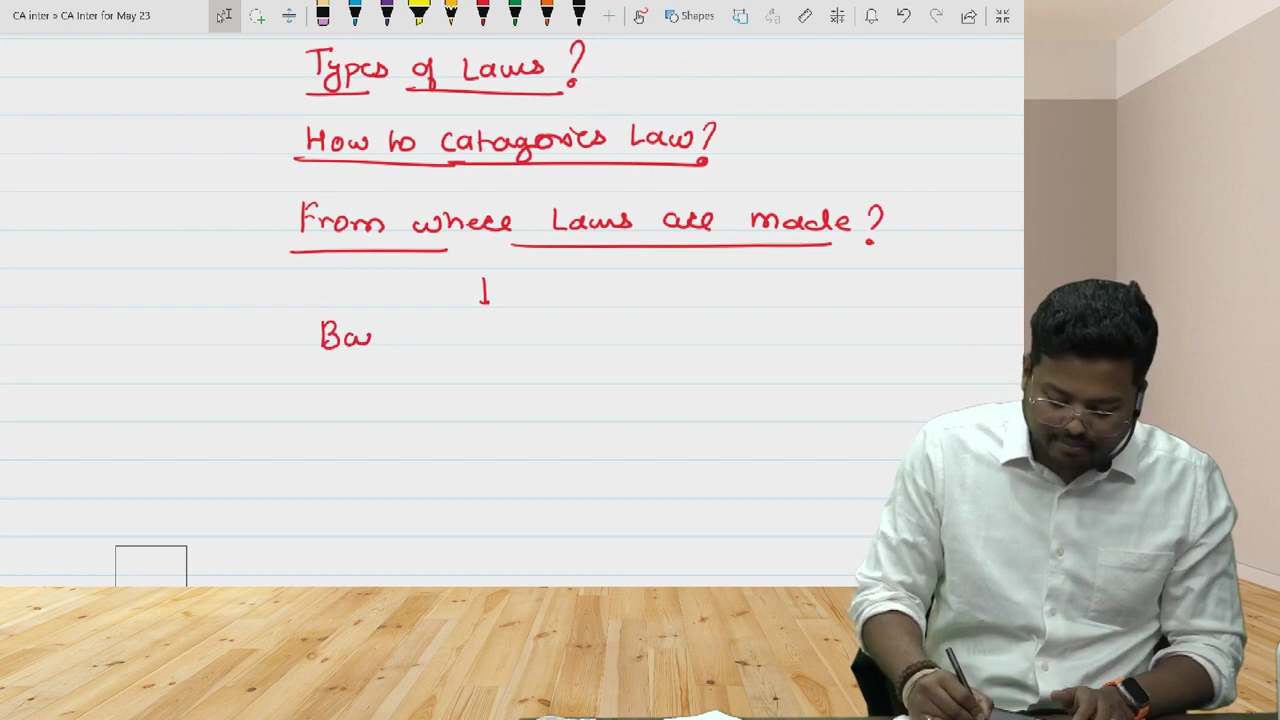 CA inter » CA Inter for May 23
Shapes
Types of Laws?
How to catagories Law?
From where Laws are made?
Ba